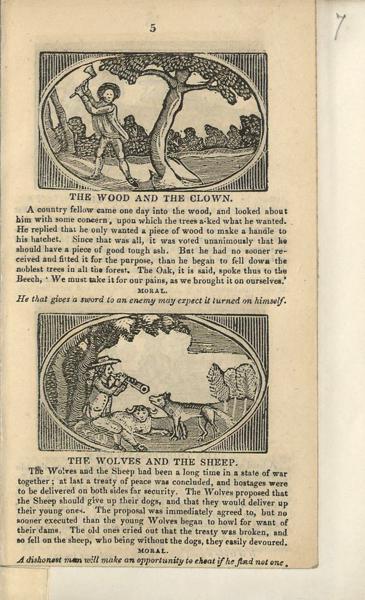 5
7
THE WOOD AND THE CLOWN.
A country fellow came one day into the wood, and looked about
him with some concern, upon which the trees a-ked what he wanted.
He replied that he only wanted a piece of wood to make a handle to
his hatchet. Since that was all, it was voted unanimously that he
should have a piece of good tough ash. But he had no sooner re-
ceived and fitted it for the purpose, than he began to fell down the
noblest trees in all the forest. The Oak, it is said, spoke thus to the
Beech, ‘ We must take it for our pains, as we brought it on ourselves.’
MORAL.
He that gives a sword to an enemy may expect it turned on himself.
THE WOLVES AND THE SHEEP.
The Wolves and the Sheep had been a long time in a state of war
together ; at last a treaty of peace was concluded, and hostages were
to be delivered on both sides far security. The Wolves proposed that
the Sheep should give up their dogs, and that they would deliver up
their young ones. The proposal was immediately agreed to, but no
sooner executed than the young Wolves began to howl for want of
their dams. The old ones cried out that the treaty was broken, and
so fell on the sheep, who being without the dogs, they easily devoured.
MORAL.
A dishonest man will make an opportunity to cheat if he find not one.